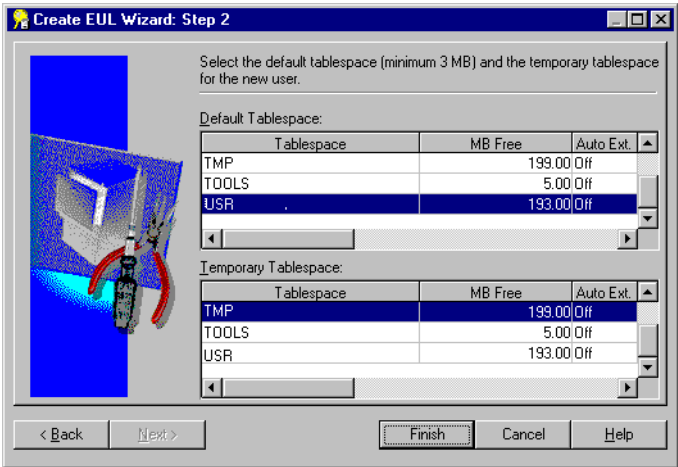 Create EUL Wizard: Step 2
Select the default tablespace (minimum 3 MB) and the temporary tablespace
for the new user.
Default Tablespace:
Tablespace MB Free Auto Ext.
TMP 199.00 Off
TOOLS 5.00 Off
USR 193.00 Off
Temporary Tablespace:
Tablespace MB Free Auto Ext.
TMP 199.00 Off
TOOLS 5.00 Off
USR 193.00 Off
< Back Next > Finish Cancel Help